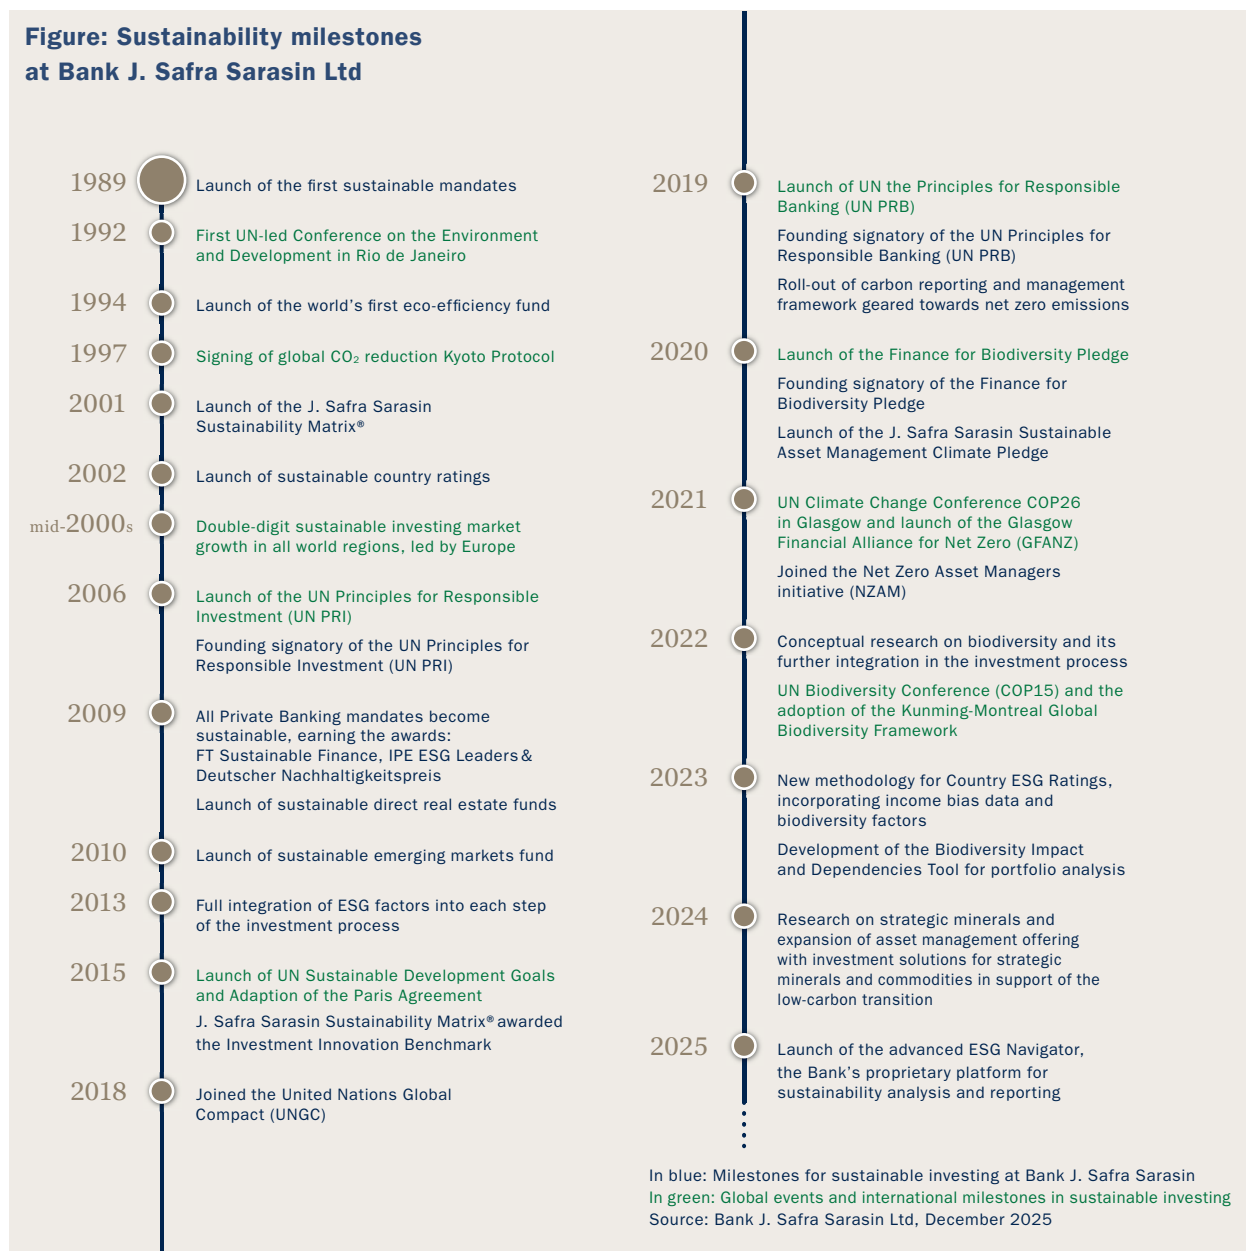 Figure: Sustainability milestones
at Bank J. Safra Sarasin Ltd
1989
Launch of the first sustainable mandates
1992
First UN-led Conference on the Environment
and Development in Rio de Janeiro
1994
Launch of the world's first eco-efficiency fund
1997
Signing of global CO₂ reduction Kyoto Protocol
2001
Launch of the J. Safra Sarasin
Sustainability Matrix®
2002
Launch of sustainable country ratings
mid-2000s
Double-digit sustainable investing market
growth in all world regions, led by Europe
2006
Launch of the UN Principles for Responsible
Investment (UN PRI)
Founding signatory of the UN Principles for
Responsible Investment (UN PRI)
2009
All Private Banking mandates become
sustainable, earning the awards:
FT Sustainable Finance, IPE ESG Leaders &
Deutscher Nachhaltigkeitspreis
Launch of sustainable direct real estate funds
2010
Launch of sustainable emerging markets fund
2013
Full integration of ESG factors into each step
of the investment process
2015
Launch of UN Sustainable Development Goals
and Adaption of the Paris Agreement
J. Safra Sarasin Sustainability Matrix® awarded
the Investment Innovation Benchmark
2018
Joined the United Nations Global
Compact (UNGC)
2019
Launch of UN the Principles for Responsible
Banking (UN PRB)
Founding signatory of the UN Principles for
Responsible Banking (UN PRB)
Roll-out of carbon reporting and management
framework geared towards net zero emissions
2020
Launch of the Finance for Biodiversity Pledge
Founding signatory of the Finance for
Biodiversity Pledge
Launch of the J. Safra Sarasin Sustainable
Asset Management Climate Pledge
2021
UN Climate Change Conference COP26
in Glasgow and launch of the Glasgow
Financial Alliance for Net Zero (GFANZ)
Joined the Net Zero Asset Managers
initiative (NZAM)
2022
Conceptual research on biodiversity and its
further integration in the investment process
UN Biodiversity Conference (COP15) and the
adoption of the Kunming-Montreal Global
Biodiversity Framework
2023
New methodology for Country ESG Ratings,
incorporating income bias data and
biodiversity factors
Development of the Biodiversity Impact
and Dependencies Tool for portfolio analysis
2024
Research on strategic minerals and
expansion of asset management offering
with investment solutions for strategic
minerals and commodities in support of the
low-carbon transition
2025
Launch of the advanced ESG Navigator,
the Bank's proprietary platform for
sustainability analysis and reporting
In blue: Milestones for sustainable investing at Bank J. Safra Sarasin
In green: Global events and international milestones in sustainable investing
Source: Bank J. Safra Sarasin Ltd, December 2025